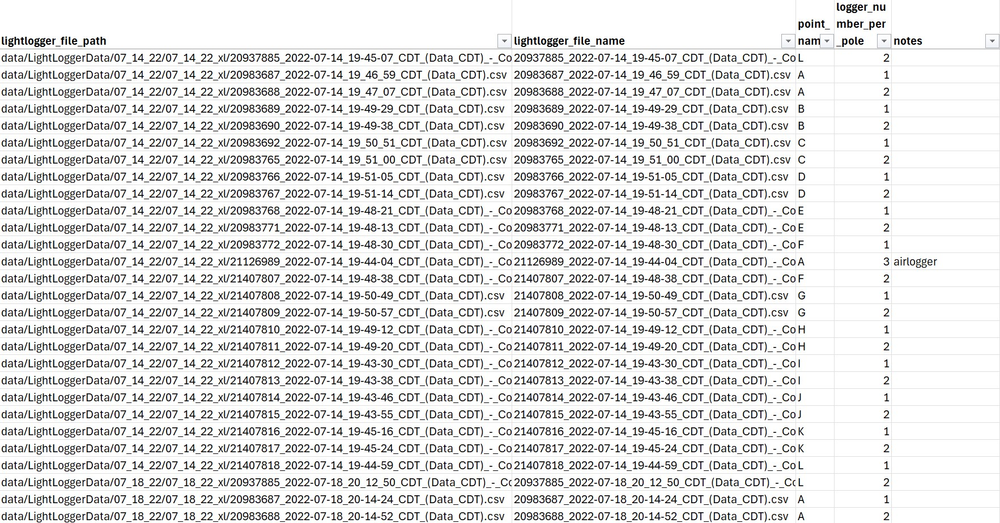 lightlogger_file_path lightlogger_file_name point_nam logger_number_per_pole notes
data/LightLoggerData/07_14_22/07_14_22_xl/20937885_2022-07-14_19-45-07_CDT_(Data_CDT)_-_Co 20937885_2022-07-14_19-45-07_CDT_(Data_CDT)_-_Co L 2
data/LightLoggerData/07_14_22/07_14_22_xl/20983687_2022-07-14_19_46_59_CDT_(Data_CDT).csv 20983687_2022-07-14_19_46_59_CDT_(Data_CDT).csv A 1
data/LightLoggerData/07_14_22/07_14_22_xl/20983688_2022-07-14_19_47_07_CDT_(Data_CDT).csv 20983688_2022-07-14_19_47_07_CDT_(Data_CDT).csv A 2
data/LightLoggerData/07_14_22/07_14_22_xl/20983689_2022-07-14_19-49-29_CDT_(Data_CDT).csv 20983689_2022-07-14_19-49-29_CDT_(Data_CDT).csv B 1
data/LightLoggerData/07_14_22/07_14_22_xl/20983690_2022-07-14_19-49-38_CDT_(Data_CDT).csv 20983690_2022-07-14_19-49-38_CDT_(Data_CDT).csv B 2
data/LightLoggerData/07_14_22/07_14_22_xl/20983692_2022-07-14_19_50_51_CDT_(Data_CDT).csv 20983692_2022-07-14_19_50_51_CDT_(Data_CDT).csv C 1
data/LightLoggerData/07_14_22/07_14_22_xl/20983765_2022-07-14_19_51_00_CDT_(Data_CDT).csv 20983765_2022-07-14_19_51_00_CDT_(Data_CDT).csv C 2
data/LightLoggerData/07_14_22/07_14_22_xl/20983766_2022-07-14_19-51-05_CDT_(Data_CDT).csv 20983766_2022-07-14_19-51-05_CDT_(Data_CDT).csv D 1
data/LightLoggerData/07_14_22/07_14_22_xl/20983767_2022-07-14_19-51-14_CDT_(Data_CDT).csv 20983767_2022-07-14_19-51-14_CDT_(Data_CDT).csv D 2
data/LightLoggerData/07_14_22/07_14_22_xl/20983768_2022-07-14_19-48-21_CDT_(Data_CDT)_-_Co 20983768_2022-07-14_19-48-21_CDT_(Data_CDT)_-_Co E 1
data/LightLoggerData/07_14_22/07_14_22_xl/20983771_2022-07-14_19-48-13_CDT_(Data_CDT)_-_Co 20983771_2022-07-14_19-48-13_CDT_(Data_CDT)_-_Co E 2
data/LightLoggerData/07_14_22/07_14_22_xl/20983772_2022-07-14_19-48-30_CDT_(Data_CDT)_-_Co 20983772_2022-07-14_19-48-30_CDT_(Data_CDT)_-_Co F 1
data/LightLoggerData/07_14_22/07_14_22_xl/21126989_2022-07-14_19-44-04_CDT_(Data_CDT)_-_Co 21126989_2022-07-14_19-44-04_CDT_(Data_CDT)_-_Co A 3 airlogger
data/LightLoggerData/07_14_22/07_14_22_xl/21407807_2022-07-14_19-48-38_CDT_(Data_CDT)_-_Co 21407807_2022-07-14_19-48-38_CDT_(Data_CDT)_-_Co F 2
data/LightLoggerData/07_14_22/07_14_22_xl/21407808_2022-07-14_19-50-49_CDT_(Data_CDT).csv 21407808_2022-07-14_19-50-49_CDT_(Data_CDT).csv G 1
data/LightLoggerData/07_14_22/07_14_22_xl/21407809_2022-07-14_19-50-57_CDT_(Data_CDT).csv 21407809_2022-07-14_19-50-57_CDT_(Data_CDT).csv G 2
data/LightLoggerData/07_14_22/07_14_22_xl/21407810_2022-07-14_19-49-12_CDT_(Data_CDT)_-_Co 21407810_2022-07-14_19-49-12_CDT_(Data_CDT)_-_Co H 1
data/LightLoggerData/07_14_22/07_14_22_xl/21407811_2022-07-14_19-49-20_CDT_(Data_CDT)_-_Co 21407811_2022-07-14_19-49-20_CDT_(Data_CDT)_-_Co H 2
data/LightLoggerData/07_14_22/07_14_22_xl/21407812_2022-07-14_19-43-30_CDT_(Data_CDT)_-_Co 21407812_2022-07-14_19-43-30_CDT_(Data_CDT)_-_Co I 1
data/LightLoggerData/07_14_22/07_14_22_xl/21407813_2022-07-14_19-43-38_CDT_(Data_CDT)_-_Co 21407813_2022-07-14_19-43-38_CDT_(Data_CDT)_-_Co I 2
data/LightLoggerData/07_14_22/07_14_22_xl/21407814_2022-07-14_19-43-46_CDT_(Data_CDT)_-_Co 21407814_2022-07-14_19-43-46_CDT_(Data_CDT)_-_Co J 1
data/LightLoggerData/07_14_22/07_14_22_xl/21407815_2022-07-14_19-43-55_CDT_(Data_CDT)_-_Co 21407815_2022-07-14_19-43-55_CDT_(Data_CDT)_-_Co J 2
data/LightLoggerData/07_14_22/07_14_22_xl/21407816_2022-07-14_19-45-16_CDT_(Data_CDT)_-_Co 21407816_2022-07-14_19-45-16_CDT_(Data_CDT)_-_Co K 1
data/LightLoggerData/07_14_22/07_14_22_xl/21407817_2022-07-14_19-45-24_CDT_(Data_CDT)_-_Co 21407817_2022-07-14_19-45-24_CDT_(Data_CDT)_-_Co K 2
data/LightLoggerData/07_14_22/07_14_22_xl/21407818_2022-07-14_19-44-59_CDT_(Data_CDT)_-_Co 21407818_2022-07-14_19-44-59_CDT_(Data_CDT)_-_Co L 1
data/LightLoggerData/07_18_22/07_18_22_xl/20937885_2022-07-18_20_12_50_CDT_(Data_CDT)_-_Co 20937885_2022-07-18_20_12_50_CDT_(Data_CDT)_-_Co L 2
data/LightLoggerData/07_18_22/07_18_22_xl/20983687_2022-07-18_20-14-24_CDT_(Data_CDT).csv 20983687_2022-07-18_20-14-24_CDT_(Data_CDT).csv A 1
data/LightLoggerData/07_18_22/07_18_22_xl/20983688_2022-07-18_20-14-52_CDT_(Data_CDT).csv 20983688_2022-07-18_20-14-52_CDT_(Data_CDT).csv A 2